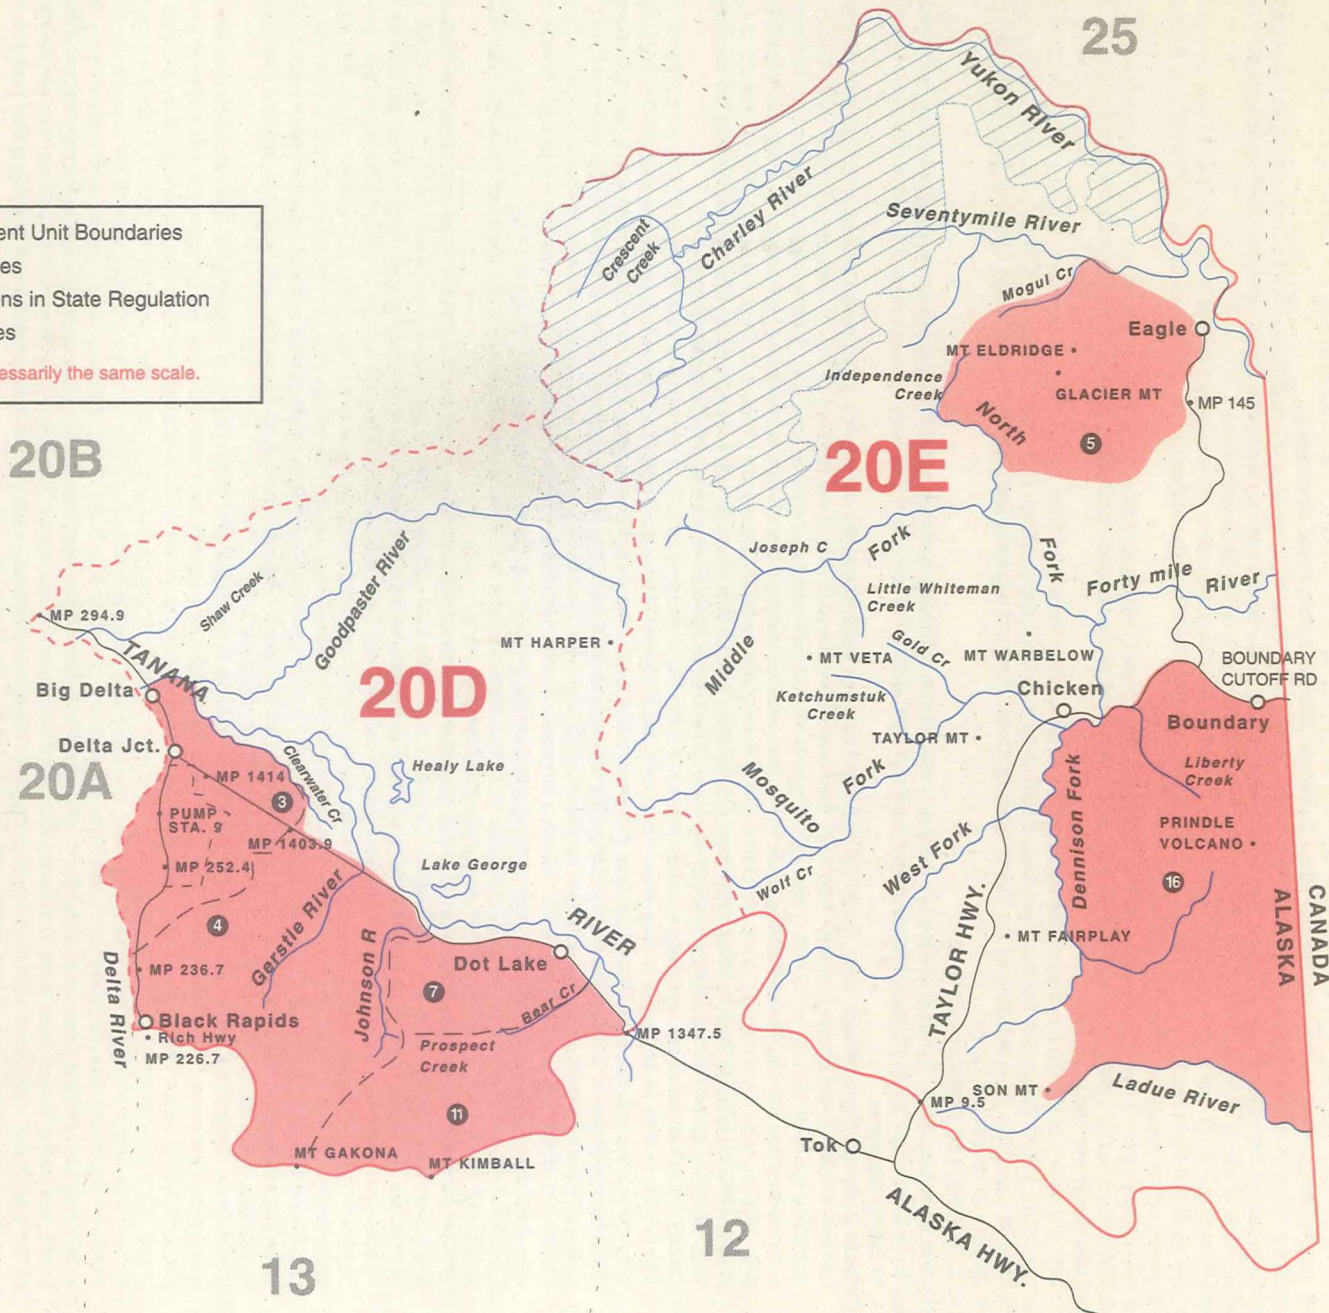 25
Yukon River
ent Unit Boundaries
es
ns in State Regulation
es
essarily the same scale.
Crescent
Creek
Charley River
Seventymile River
Mogul Cr
Eagle
MT ELDRIDGE
GLACIER MT
MP 145
Independence
Creek
North
5
20B
20E
Joseph C
Fork
Fork
Little Whiteman
Creek
Forty mile
River
Shaw Creek
Goodpaster River
MP 294.9
TANANA
MT HARPER
Middle
Gold Cr
MT VETA
MT WARBELOW
BOUNDARY
CUTOFF RD
Big Delta
20D
Ketchumstuk
Creek
Chicken
Boundary
Delta Jct.
TAYLOR MT
20A
Clearwater Cr
Healy Lake
MP 1414
3
Mosquito
Fork
Dennison Fork
Liberty
Creek
PUMP
STA. 9
MP 1403.9
PRINDLE
VOLCANO
MP 252.4
Lake George
Wolf Cr
West Fork
16
4
Gerstle River
RIVER
TAYLOR HWY.
MT FAIRPLAY
ALASKA
CANADA
Delta River
MP 236.7
Johnson R
Dot Lake
7
Bear Cr
Black Rapids
Rich Hwy
MP 226.7
Prospect
Creek
MP 1347.5
SON MT
MP 9.5
Ladue River
11
MT GAKONA
MT KIMBALL
Tok
ALASKA HWY.
12
13